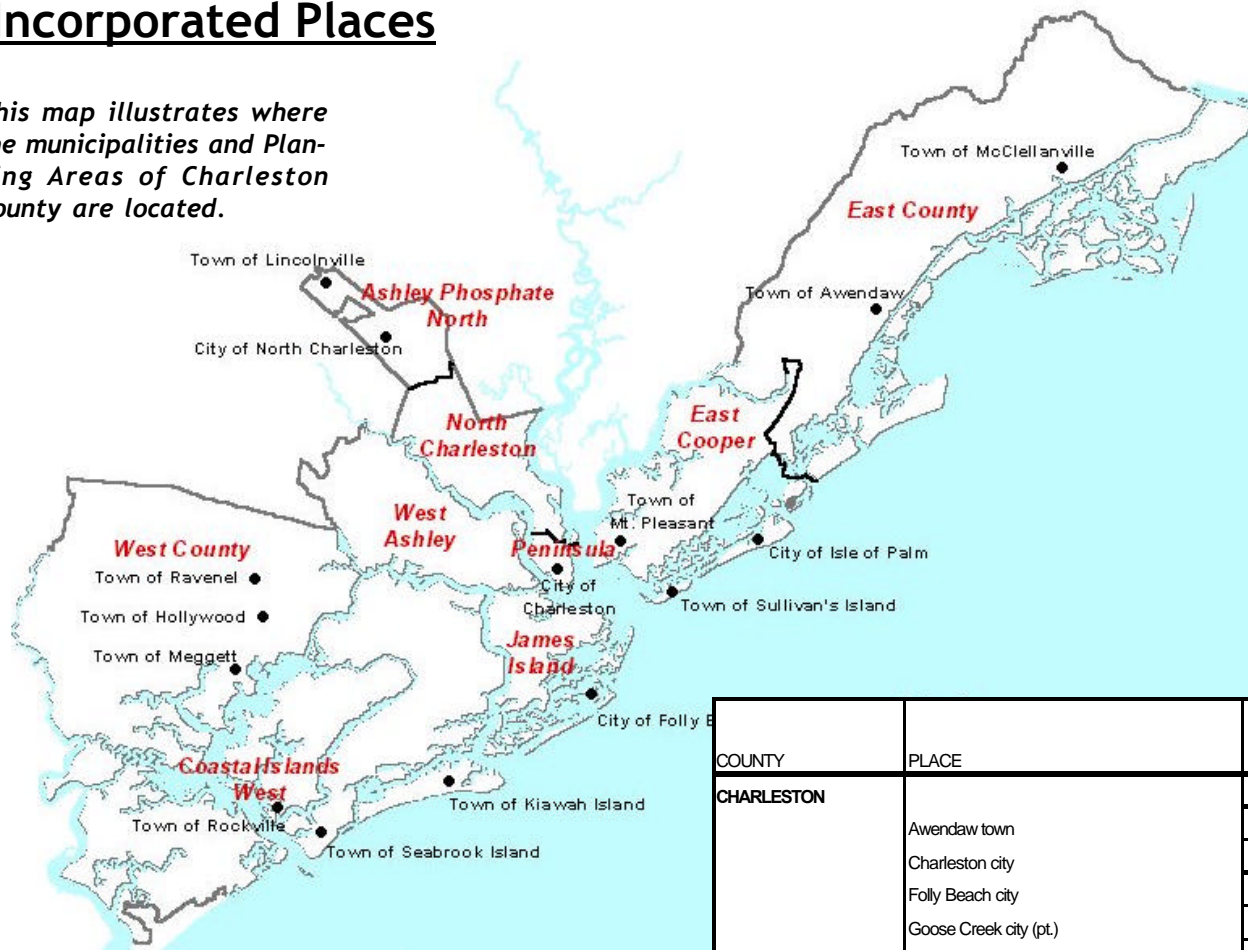 Incorporated Places
his map illustrates where
he municipalities and Plan-
ing Areas of Charleston
ounty are located.
Town of McClellanville
East County
Town of Lincolnville
Ashley Phosphate
North
Town of Awendaw
City of North Charleston
North
Charleston
East
Cooper
West
Ashley
Town of
Mt. Pleasant
West County
Peninsula
City of Isle of Palm
Town of Ravenel
City of
Charleston
Town of Sullivan's Island
Town of Hollywood
James
Island
Town of Meggett
City of Folly B
Coastal Islands
West
Town of Kiawah Island
Town of Rockville
Town of Seabrook Island
COUNTY PLACE
CHARLESTON
Awendaw town
Charleston city
Folly Beach city
Goose Creek city (pt.)